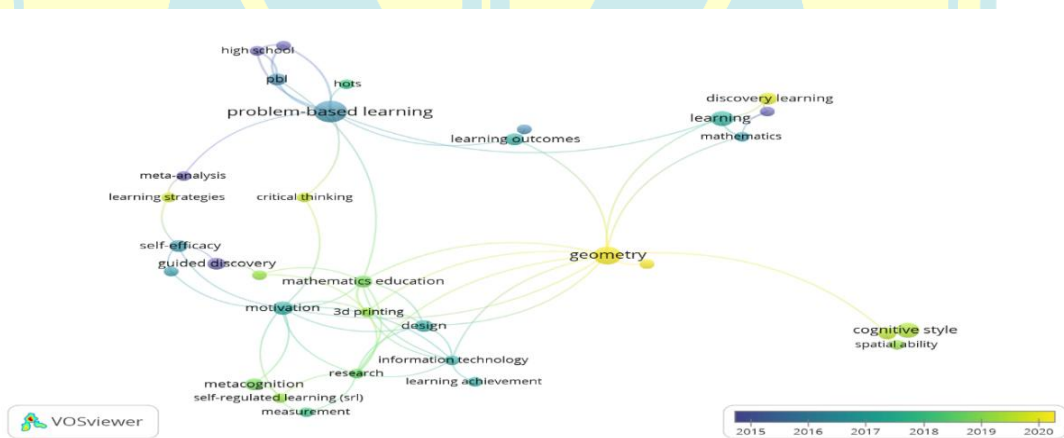 high school
pbl
hots
problem-based learning
discovery learning
learning
learning outcomes
mathematics
meta-analysis
learning strategies
critical thinking
self-efficacy
guided discovery
geometry
mathematics education
motivation
3d printing
design
cognitive style
spatial ability
information technology
research
learning achievement
metacognition
self-regulated learning (srl)
measurement
VOSviewer
2015 2016 2017 2018 2019 2020